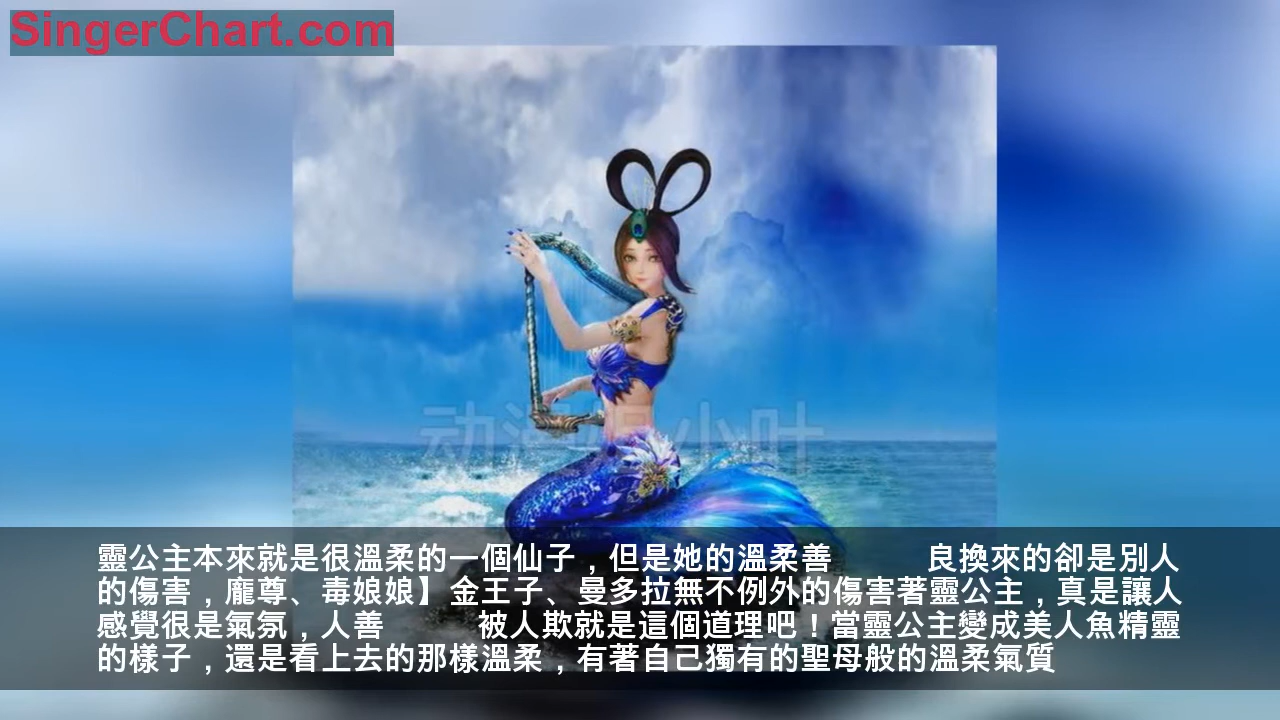 SingerChart.com
动漫姐小叶
靈公主本來就是很溫柔的一個仙子，但是她的溫柔善　　　良換來的卻是別人
的傷害，龐尊、毒娘娘】金王子、曼多拉無不例外的傷害著靈公主，真是讓人
感覺很是氣氛，人善　　　被人欺就是這個道理吧！當靈公主變成美人魚精靈
的樣子，還是看上去的那樣溫柔，有著自己獨有的聖母般的溫柔氣質